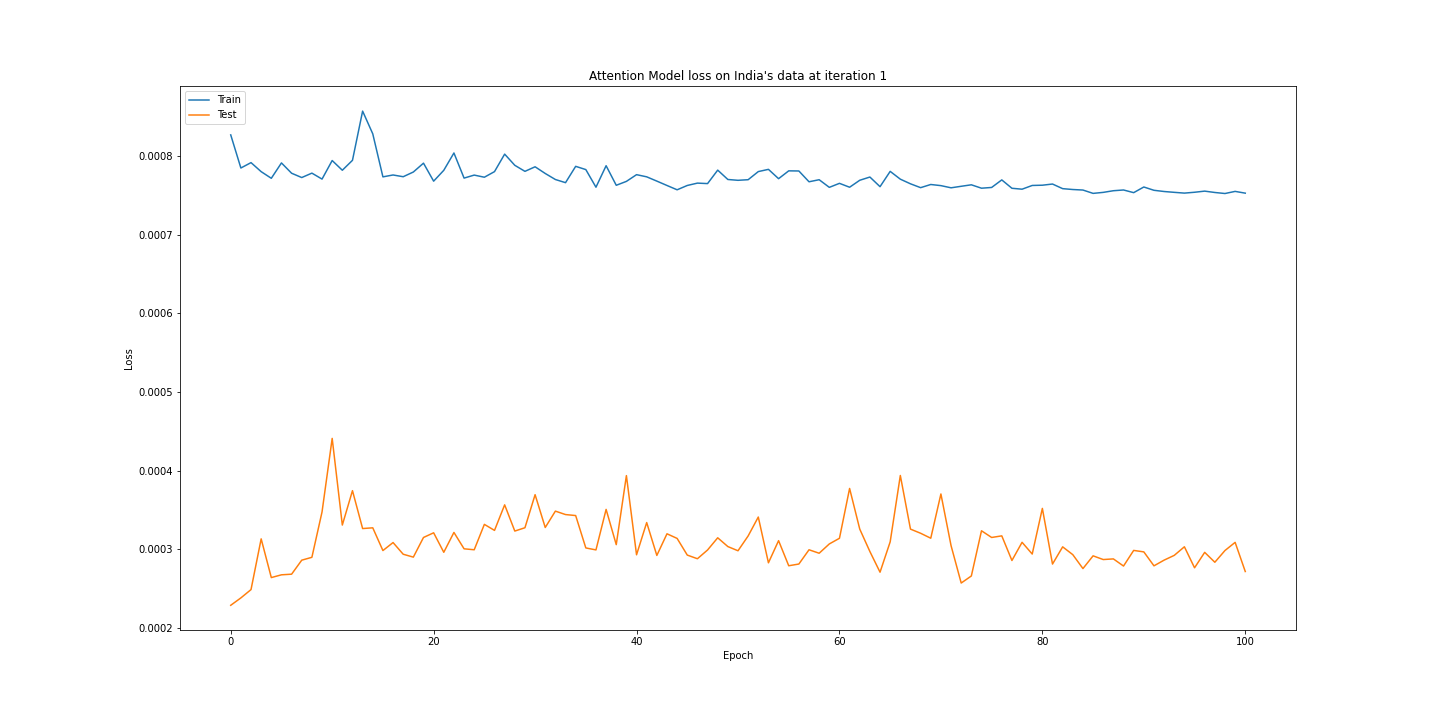 Attention Model loss on India's data at iteration 1
Train
Test
0.0008
0.0007
0.0006
0.0005
0.0004
0.0003
0.0002
Loss
0 20 40 60 80 100
Epoch